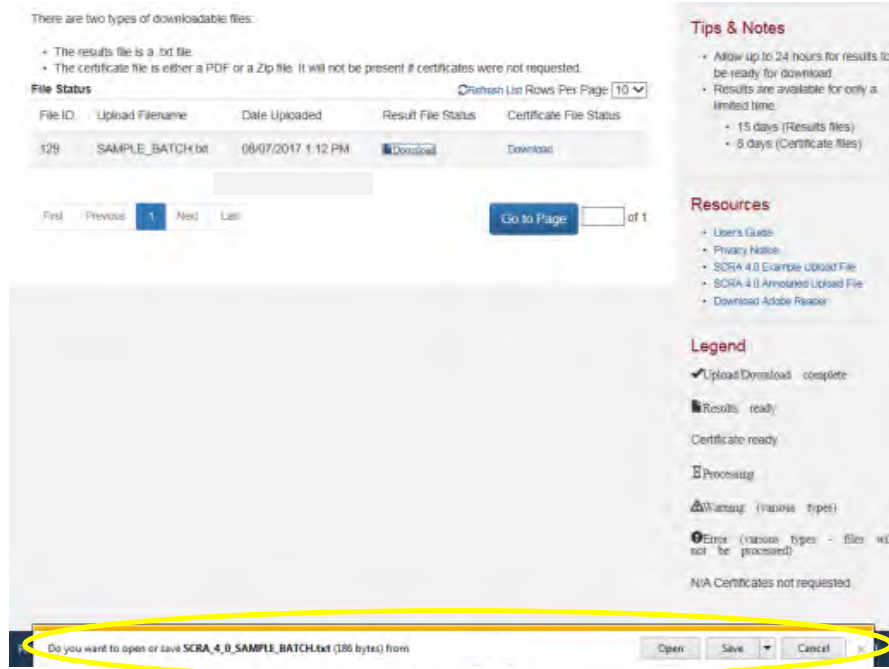 There are two types of downloadable files:
• The results file is a .txt file.
• The certificate file is either a PDF or a Zip file. It will not be present if certificates were not requested.
File Status
Refresh List Rows Per Page 10
File ID Upload Filename Date Uploaded Result File Status Certificate File Status
129 SAMPLE_BATCH.txt 08/07/2017 1:12 PM Download Download
First Previous 1 Next Last
Go to Page of 1
Tips & Notes
• Allow up to 24 hours for results to
be ready for download.
• Results are available for only a
limited time.
• 15 days (Results files)
• 8 days (Certificate files)
Resources
• User's Guide
• Privacy Notice
• SCRA 4.0 Example Upload File
• SCRA 4.0 Annotated Upload File
• Download Adobe Reader
Legend
Upload/Download complete
Results ready
Certificate ready
Processing
Warning (various types)
Error (various types - files wil
not be processed)
N/A Certificates not requested
Do you want to open or save SCRA_4_0_SAMPLE_BATCH.txt (186 bytes) from
Open Save Cancel x